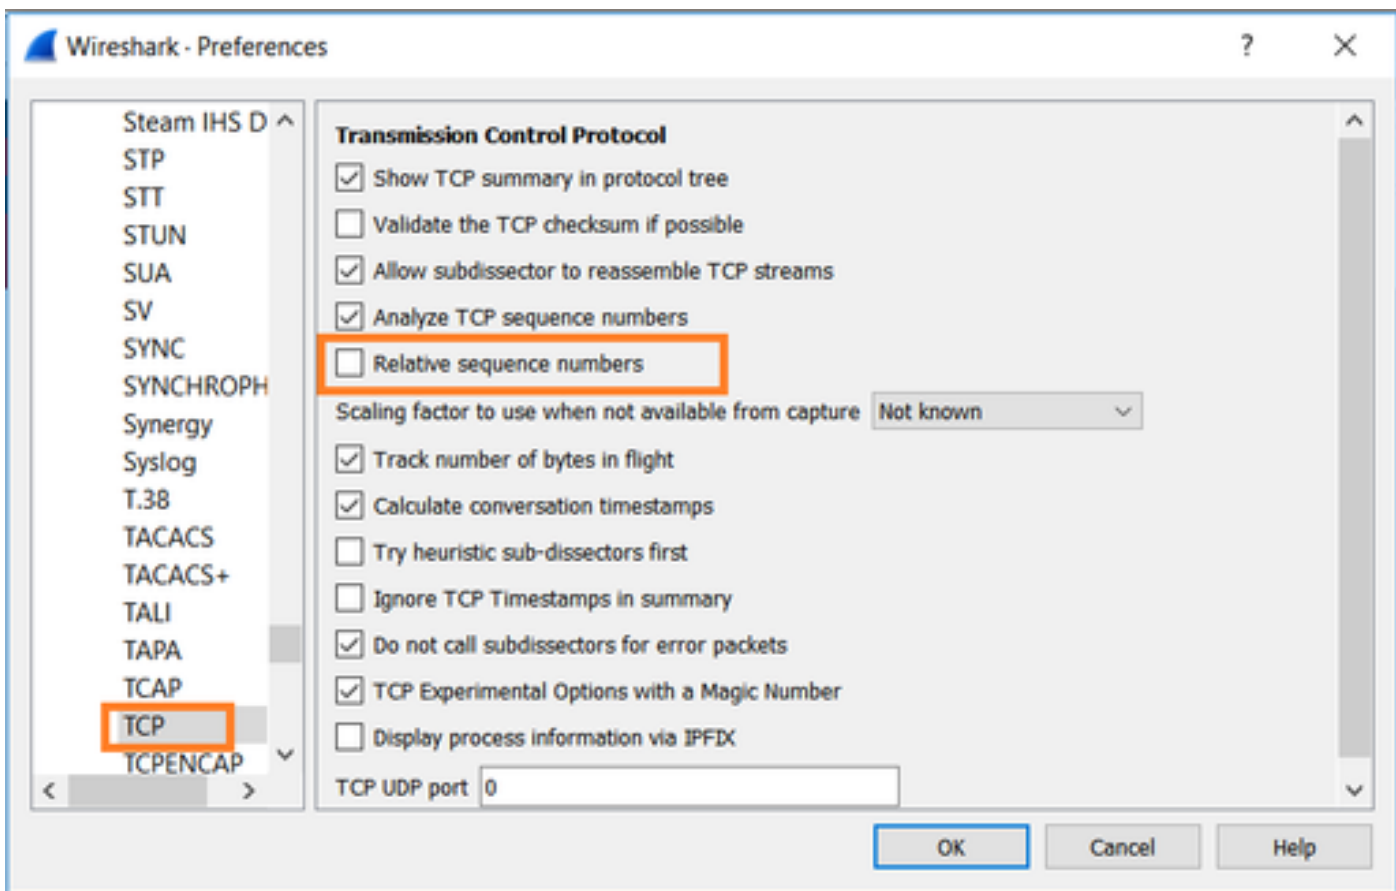 Wireshark - Preferences
Steam IHS D
STP
STT
STUN
SUA
SV
SYNC
SYNCHROPH
Synergy
Syslog
T.38
TACACS
TACACS+
TALI
TAPA
TCAP
TCP
TCPENCAP
Transmission Control Protocol
Show TCP summary in protocol tree
Validate the TCP checksum if possible
Allow subdissector to reassemble TCP streams
Analyze TCP sequence numbers
Relative sequence numbers
Scaling factor to use when not available from capture Not known
Track number of bytes in flight
Calculate conversation timestamps
Try heuristic sub-dissectors first
Ignore TCP Timestamps in summary
Do not call subdissectors for error packets
TCP Experimental Options with a Magic Number
Display process information via IPFIX
TCP UDP port 0
OK Cancel Help